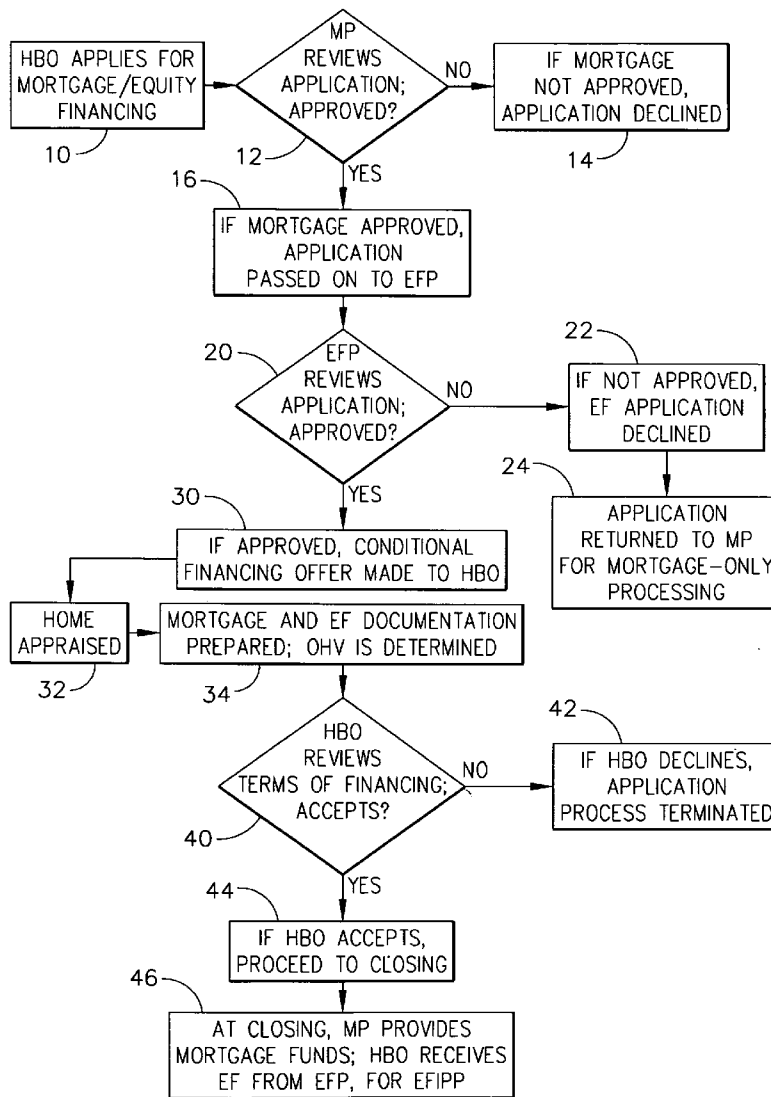 HBO APPLIES FOR
MORTGAGE/EQUITY
FINANCING
10
MP
REVIEWS
APPLICATION;
APPROVED?
12
NO
IF MORTGAGE
NOT APPROVED,
APPLICATION DECLINED
14
YES
16
IF MORTGAGE APPROVED,
APPLICATION
PASSED ON TO EFP
20
EFP
REVIEWS
APPLICATION;
APPROVED?
NO
22
IF NOT APPROVED,
EF APPLICATION
DECLINED
24
APPLICATION
RETURNED TO MP
FOR MORTGAGE-ONLY
PROCESSING
YES
30
IF APPROVED, CONDITIONAL
FINANCING OFFER MADE TO HBO
HOME
APPRAISED
32
MORTGAGE AND EF DOCUMENTATION
PREPARED; OHV IS DETERMINED
34
HBO
REVIEWS
TERMS OF FINANCING;
ACCEPTS?
40
NO
42
IF HBO DECLINES,
APPLICATION
PROCESS TERMINATED
YES
44
IF HBO ACCEPTS,
PROCEED TO CLOSING
46
AT CLOSING, MP PROVIDES
MORTGAGE FUNDS; HBO RECEIVES
EF FROM EFP, FOR EFIPP